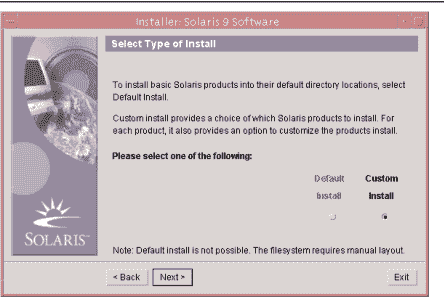 Installer: Solaris 9 Software
Select Type of Install
To install basic Solaris products into their default directory locations, select
Default Install.
Custom install provides a choice of which Solaris products to install. For
each product, it also provides an option to customize the products install.
Please select one of the following:
Default Custom
Install Install
SOLARIS™
Note: Default install is not possible. The filesystem requires manual layout.
< Back Next > Exit